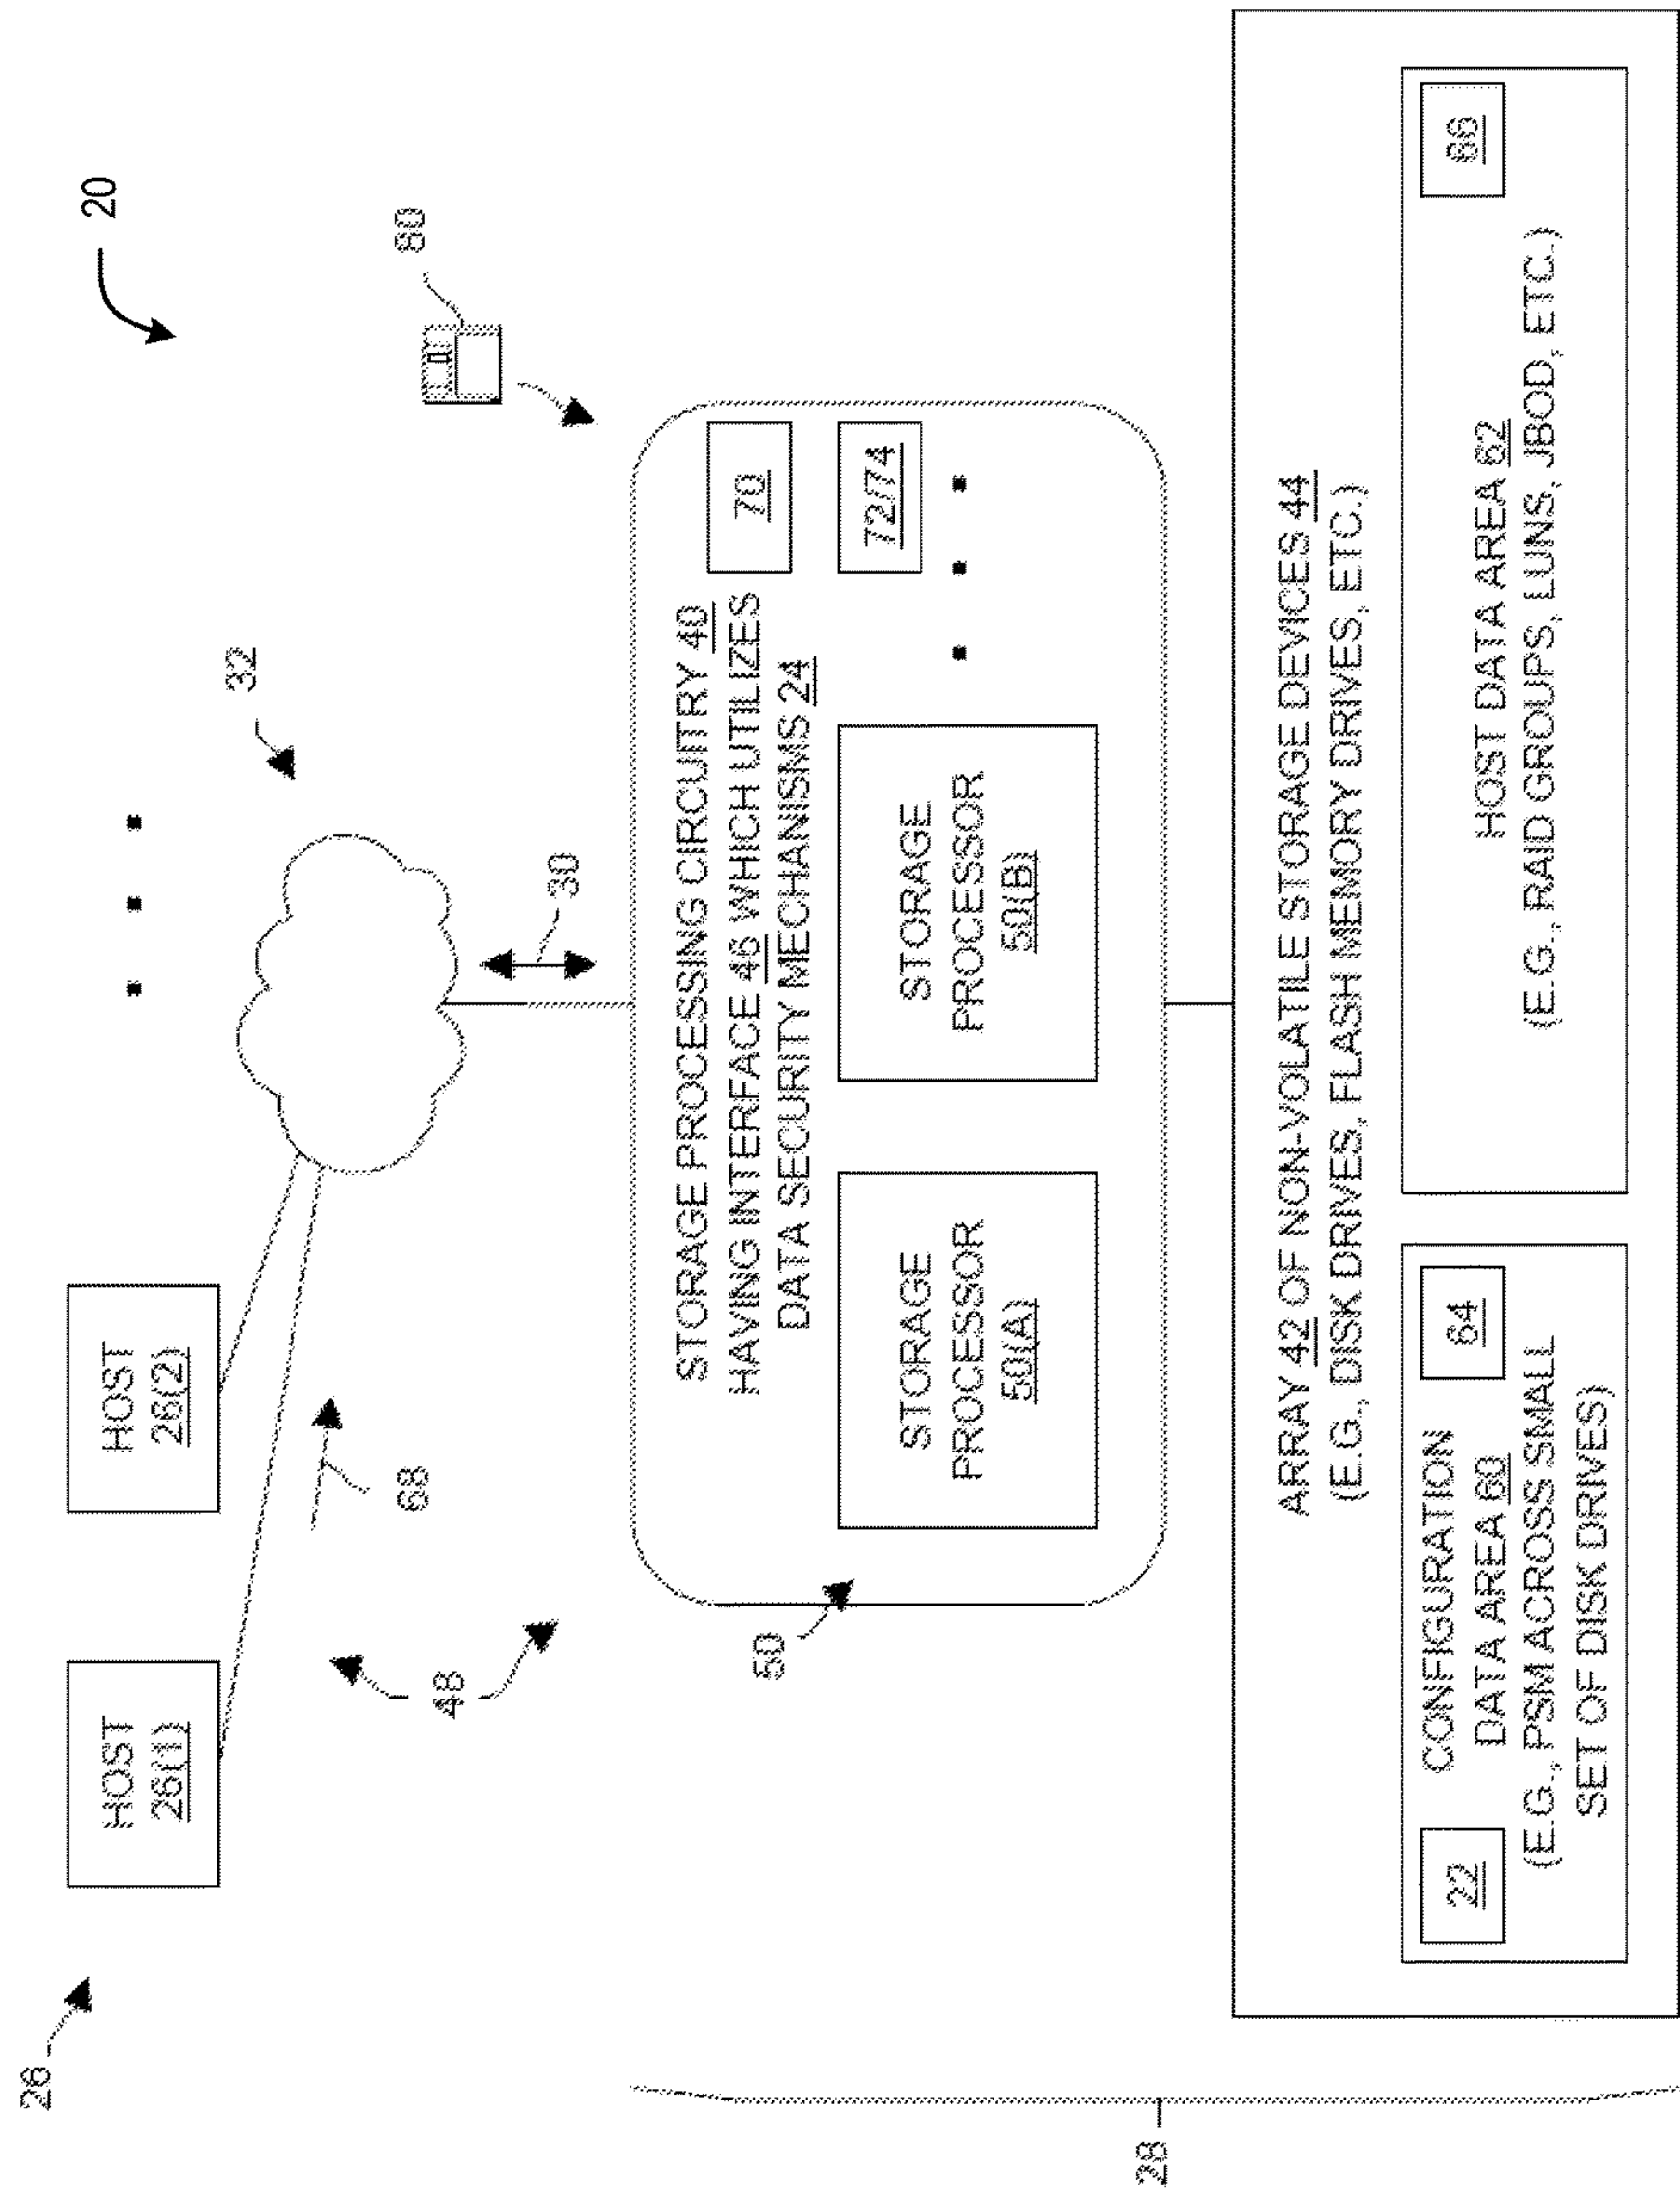 20
26
HOST
26(1)
HOST
26(2)
32
80
68
48
30
50
STORAGE PROCESSING CIRCUITRY 40
HAVING INTERFACE 46 WHICH UTILIZES
DATA SECURITY MECHANISMS 24
70
72/74
STORAGE
PROCESSOR
50(A)
STORAGE
PROCESSOR
50(B)
28
ARRAY 42 OF NON-VOLATILE STORAGE DEVICES 44
(E.G., DISK DRIVES, FLASH MEMORY DRIVES, ETC.)
22
CONFIGURATION
DATA AREA 60
(E.G., PSM ACROSS SMALL
SET OF DISK DRIVES)
64
HOST DATA AREA 62
(E.G., RAID GROUPS, LUNS, JBOD, ETC.)
66